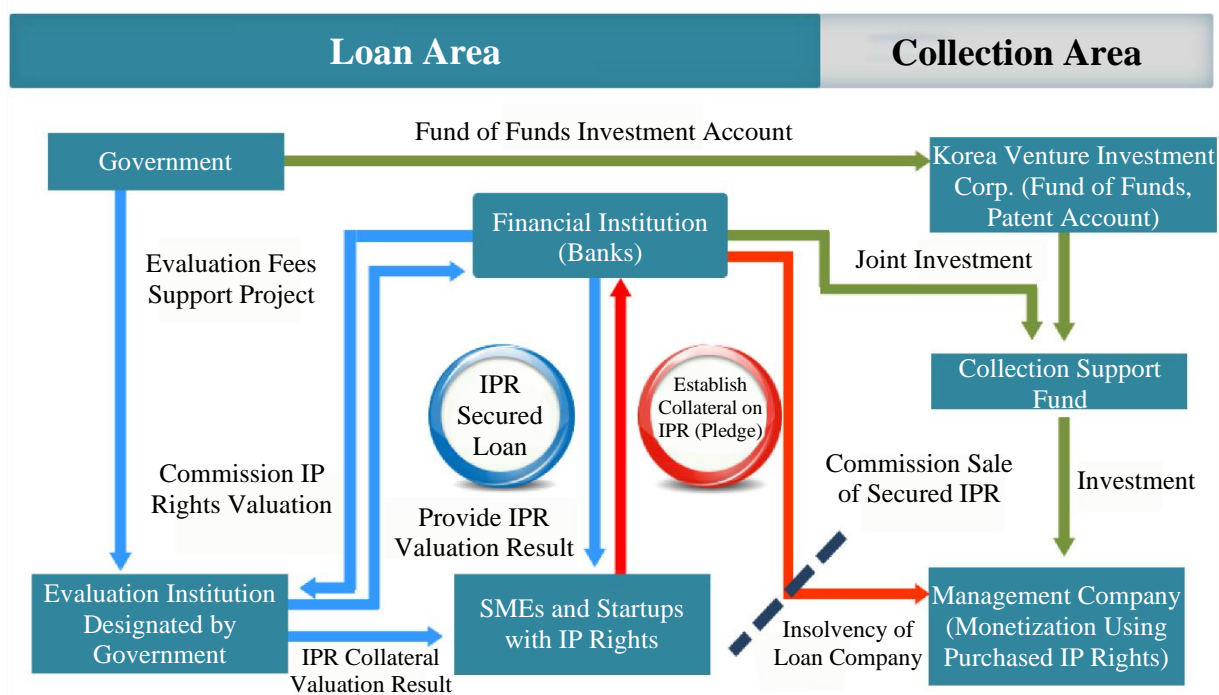 Loan Area
Collection Area
Fund of Funds Investment Account
Government
Korea Venture Investment
Corp. (Fund of Funds,
Patent Account)
Financial Institution
(Banks)
Evaluation Fees
Support Project
Joint Investment
IPR
Secured
Loan
Establish
Collateral on
IPR (Pledge)
Collection Support
Fund
Commission IP
Rights Valuation
Commission Sale
of Secured IPR
Investment
Provide IPR
Valuation Result
Evaluation Institution
Designated by
Government
SMEs and Startups
with IP Rights
Management Company
(Monetization Using
Purchased IP Rights)
Insolvency of
Loan Company
IPR Collateral
Valuation Result